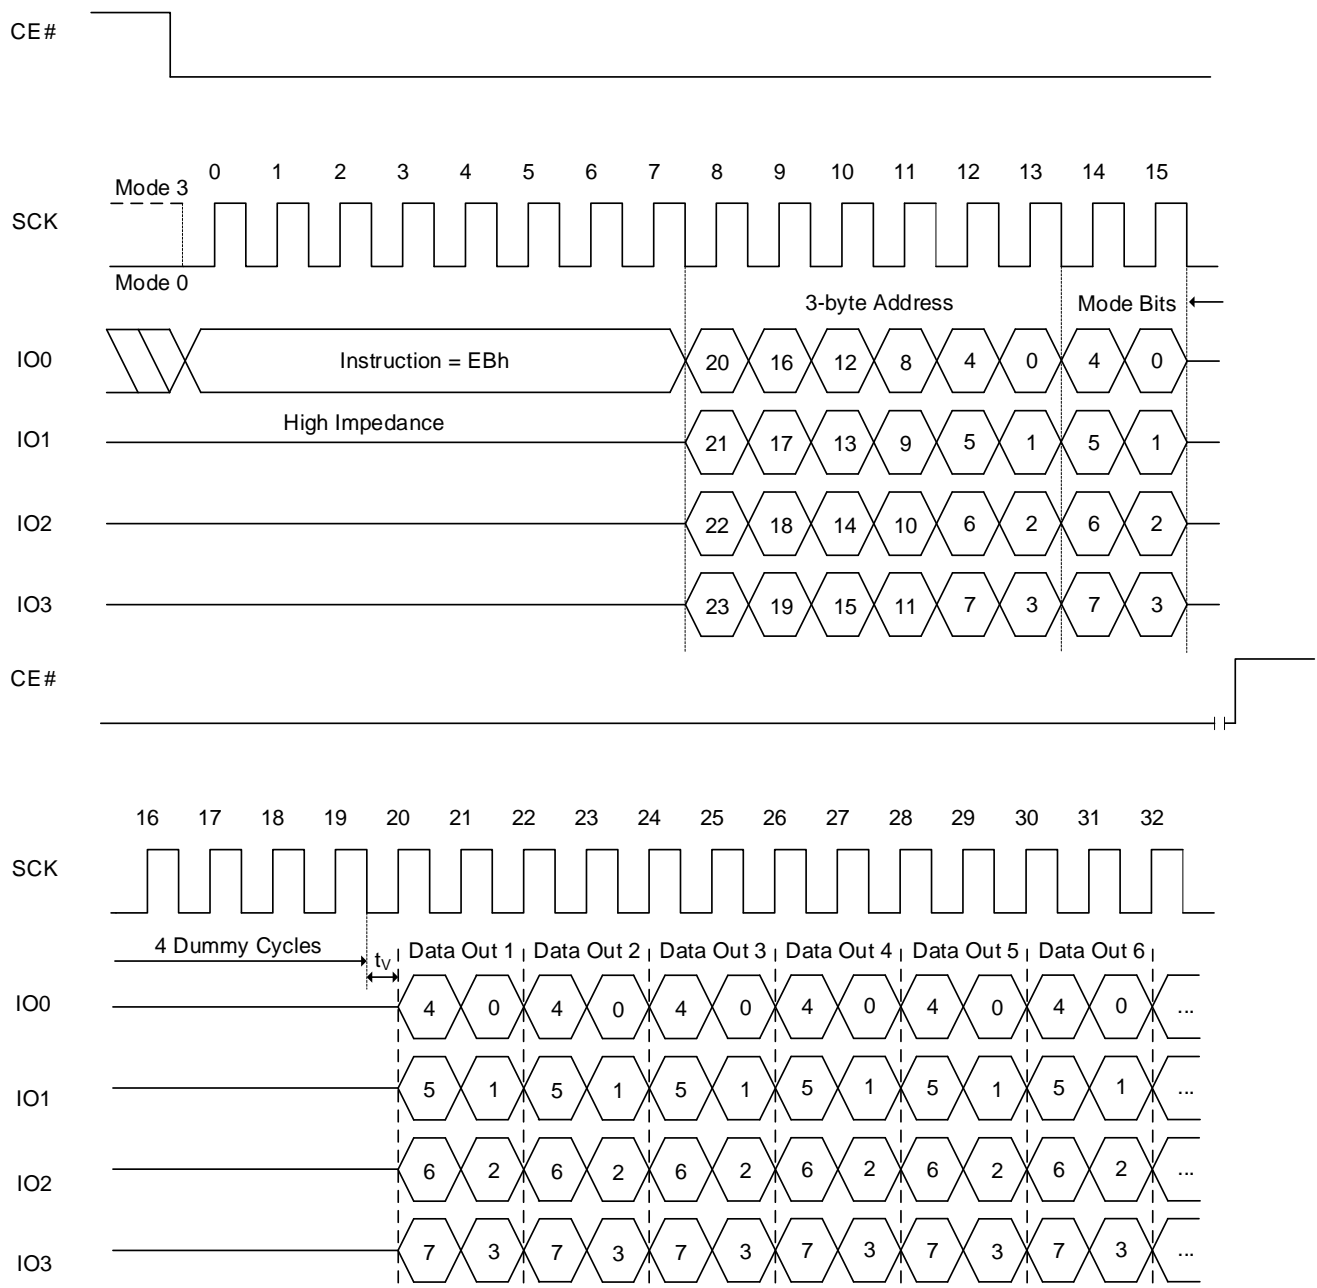 CE#
0 1 2 3 4 5 6 7 8 9 10 11 12 13 14 15
Mode 3
SCK
Mode 0
3-byte Address Mode Bits
IO0 Instruction = EBh 20 16 12 8 4 0 4 0
High Impedance
IO1 21 17 13 9 5 1 5 1
IO2 22 18 14 10 6 2 6 2
IO3 23 19 15 11 7 3 7 3
CE#
16 17 18 19 20 21 22 23 24 25 26 27 28 29 30 31 32
SCK
4 Dummy Cycles tV Data Out 1 Data Out 2 Data Out 3 Data Out 4 Data Out 5 Data Out 6
IO0 4 0 4 0 4 0 4 0 4 0 4 0 ...
IO1 5 1 5 1 5 1 5 1 5 1 5 1 ...
IO2 6 2 6 2 6 2 6 2 6 2 6 2 ...
IO3 7 3 7 3 7 3 7 3 7 3 7 3 ...